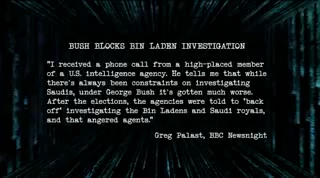 BUSH BLOCKS BIN LADEN INVESTIGATION
"I received a phone call from a high-placed member
of a U.S. intelligence agency. He tells me that while
there's always been constraints on investigating
Saudis, under George Bush it's gotten much worse.
After the elections, the agencies were told to 'back
off' investigating the Bin Ladens and Saudi royals,
and that angered agents."
Greg Palast, BBC Newsnight